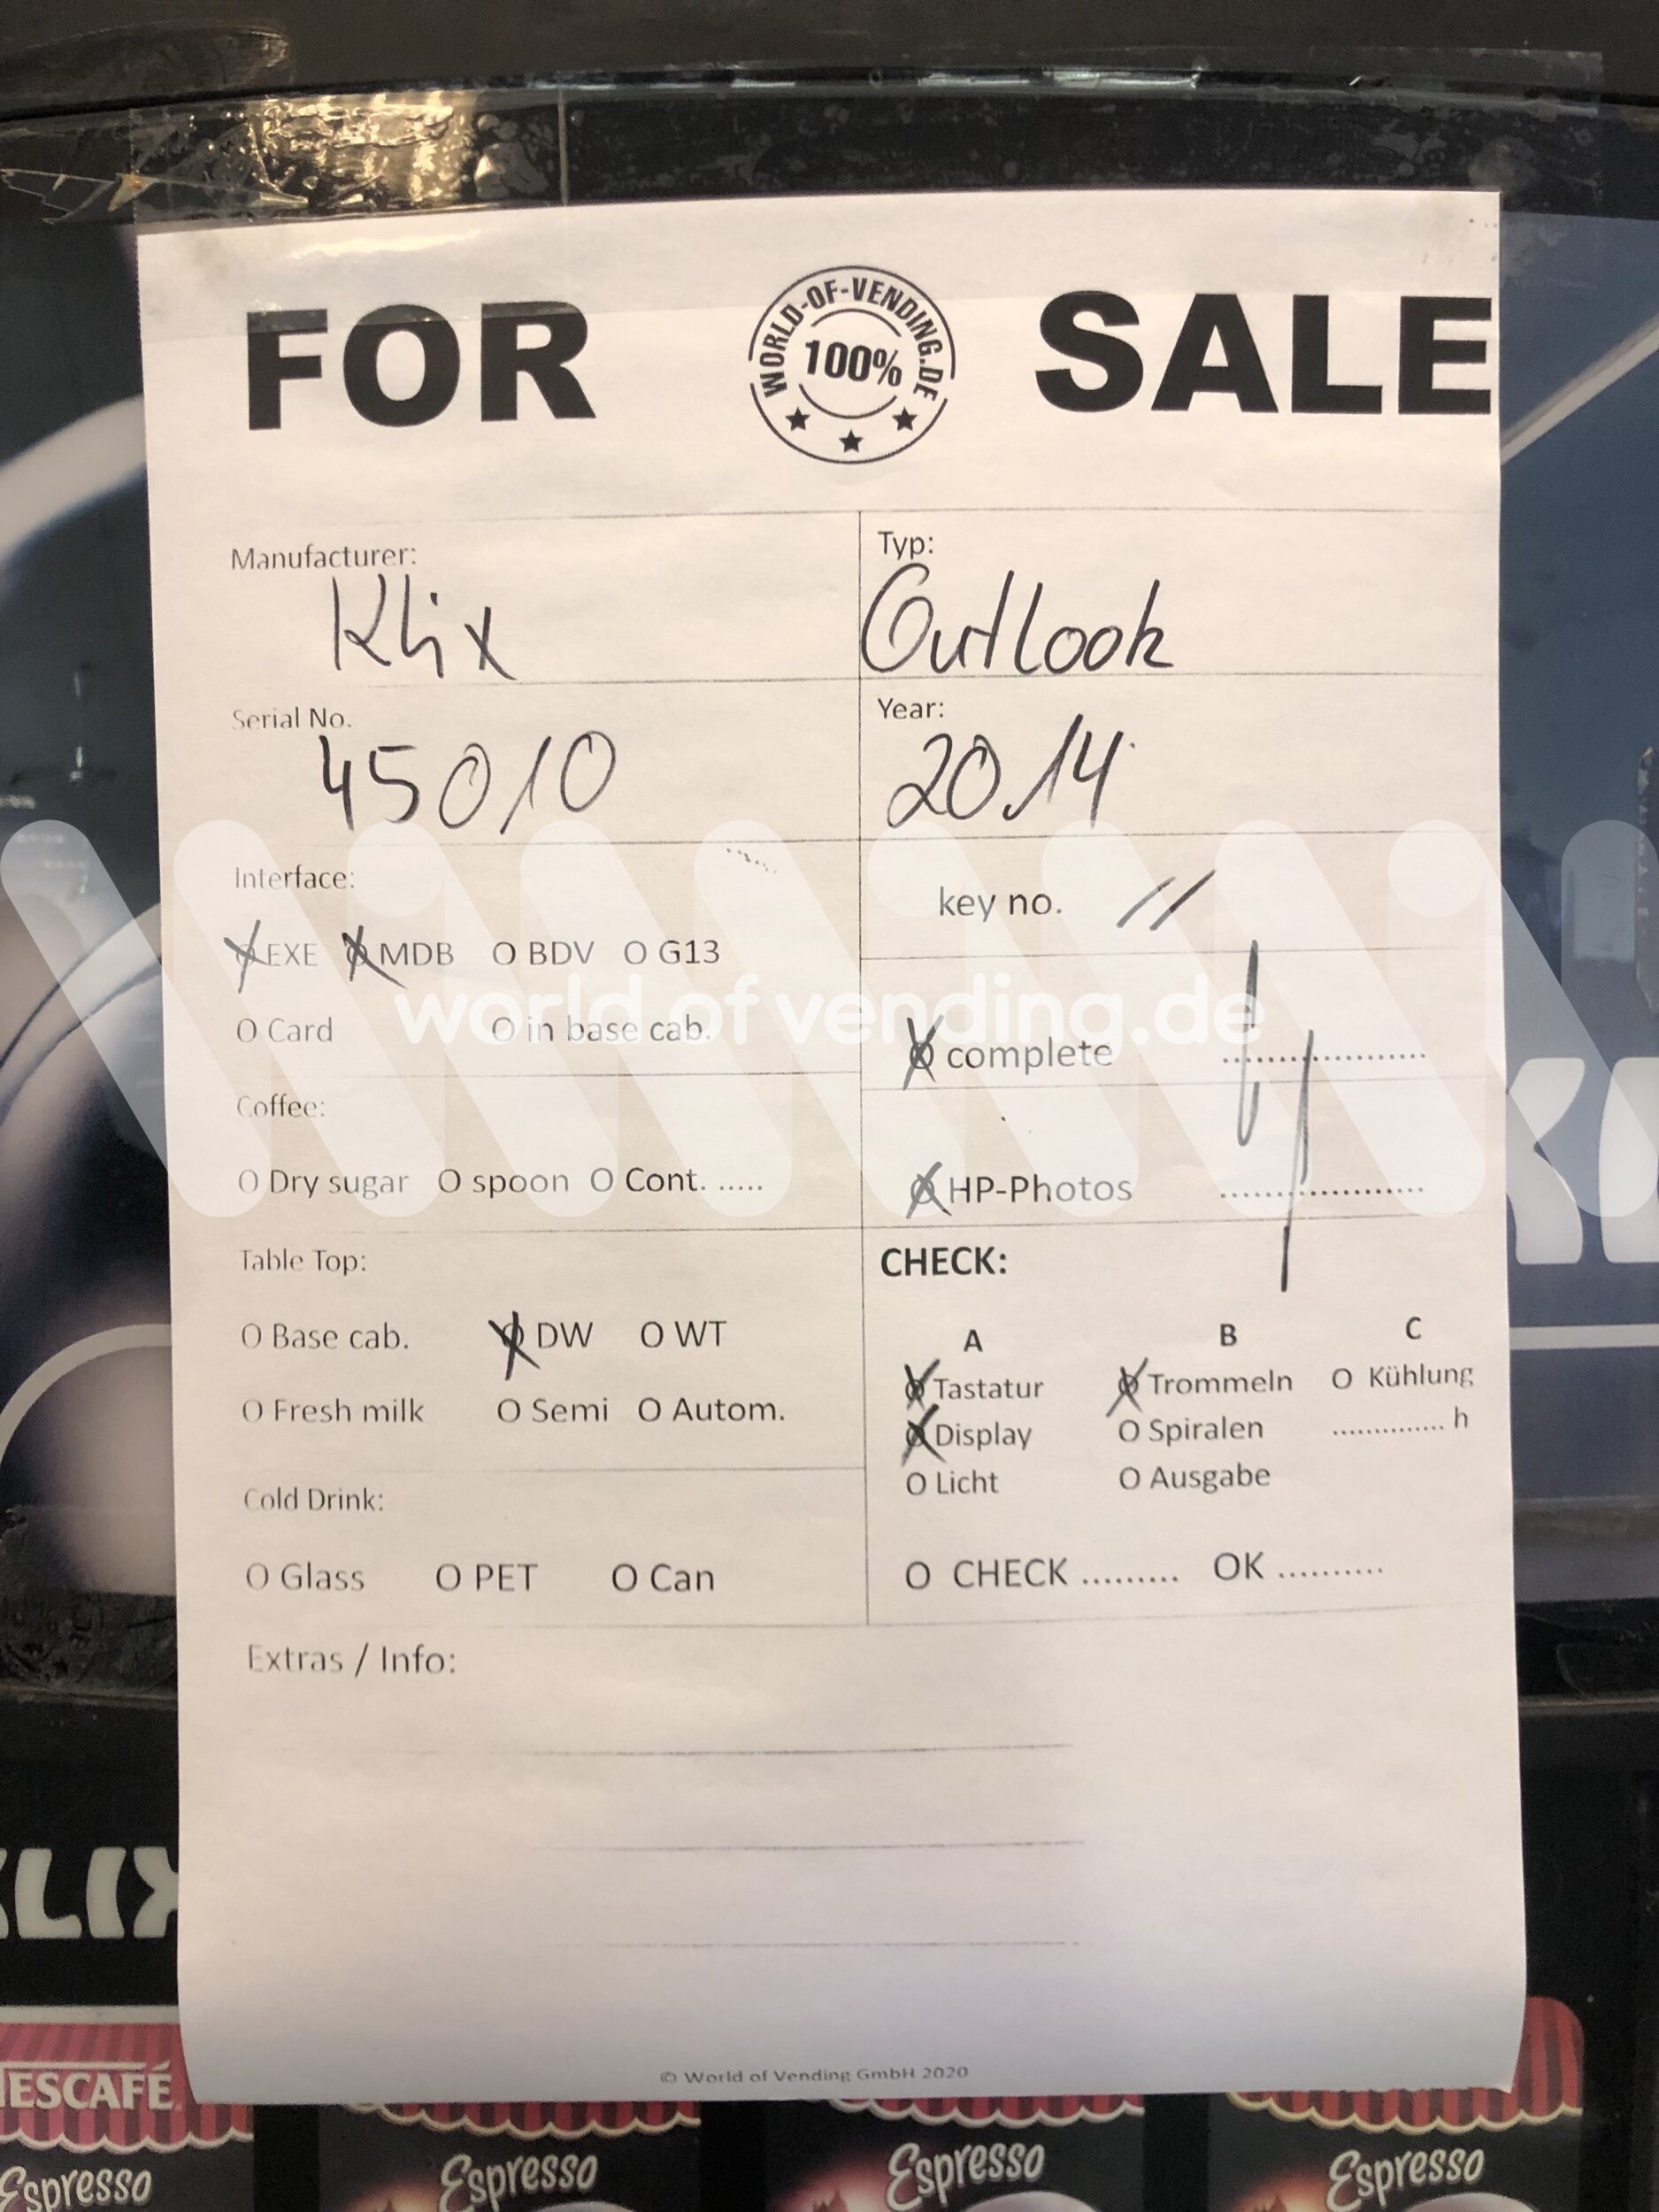 FOR SALE
WORLD-OF-VENDING.DE
100%
Manufacturer: Typ:
Klix Outlook
Serial No. Year:
45010 2014
Interface:
key no. //
O EXE O MDB O BDV O G13
world of vending.de
O Card O in base cab.
O complete ....................
Coffee:
O Dry sugar O spoon O Cont. .....
O HP-Photos ....................
Table Top: CHECK:
O Base cab. O DW O WT
A B C
O Tastatur O Trommeln O Kühlung
O Fresh milk O Semi O Autom.
O Display O Spiralen .............. h
O Licht O Ausgabe
Cold Drink:
O Glass O PET O Can
O CHECK ......... OK ..........
Extras / Info:
KLIX
© World of Vending GmbH 2020
NESCAFÉ
Espresso Espresso Espresso Espresso